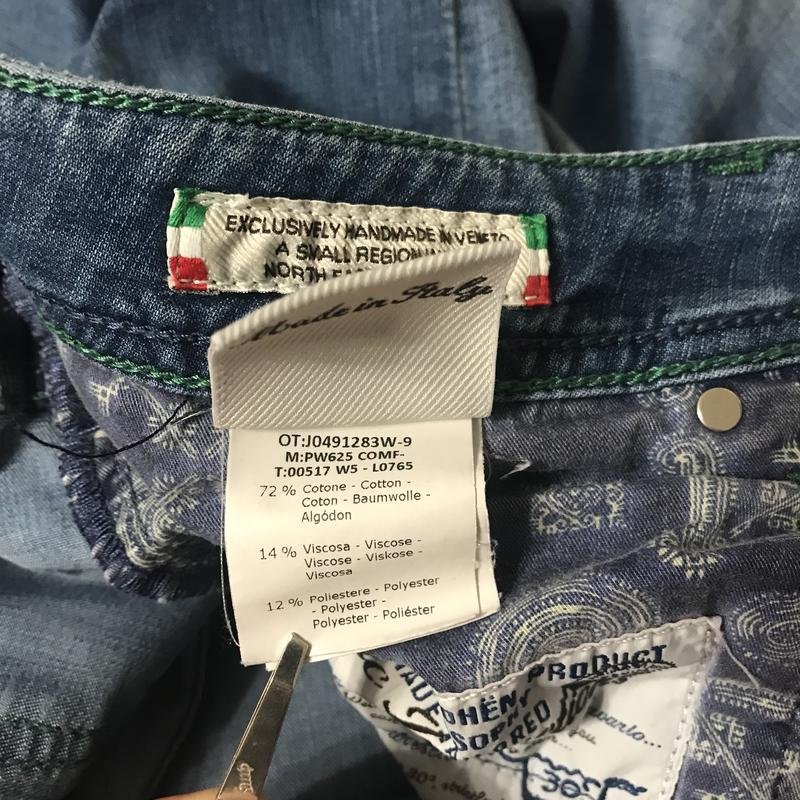 EXCLUSIVELY HANDMADE IN VENETO
A SMALL REGION
NORTH
Made in Italy
OT:J0491283W-9
M:PW625 COMF-
T:00517 W5 - L0765
72 % Cotone - Cotton -
Coton - Baumwolle -
Algódon
14 % Viscosa - Viscose -
Viscose - Viskose -
Viscosa
12 % Poliestere - Polyester
- Polyester -
Polyester - Poliéster
PRODUCT
30°